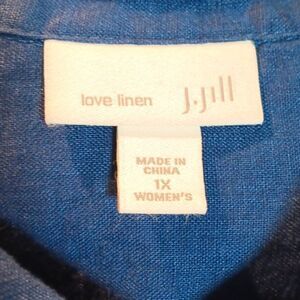 love linen J.Jill
MADE IN
CHINA
1X
WOMEN'S